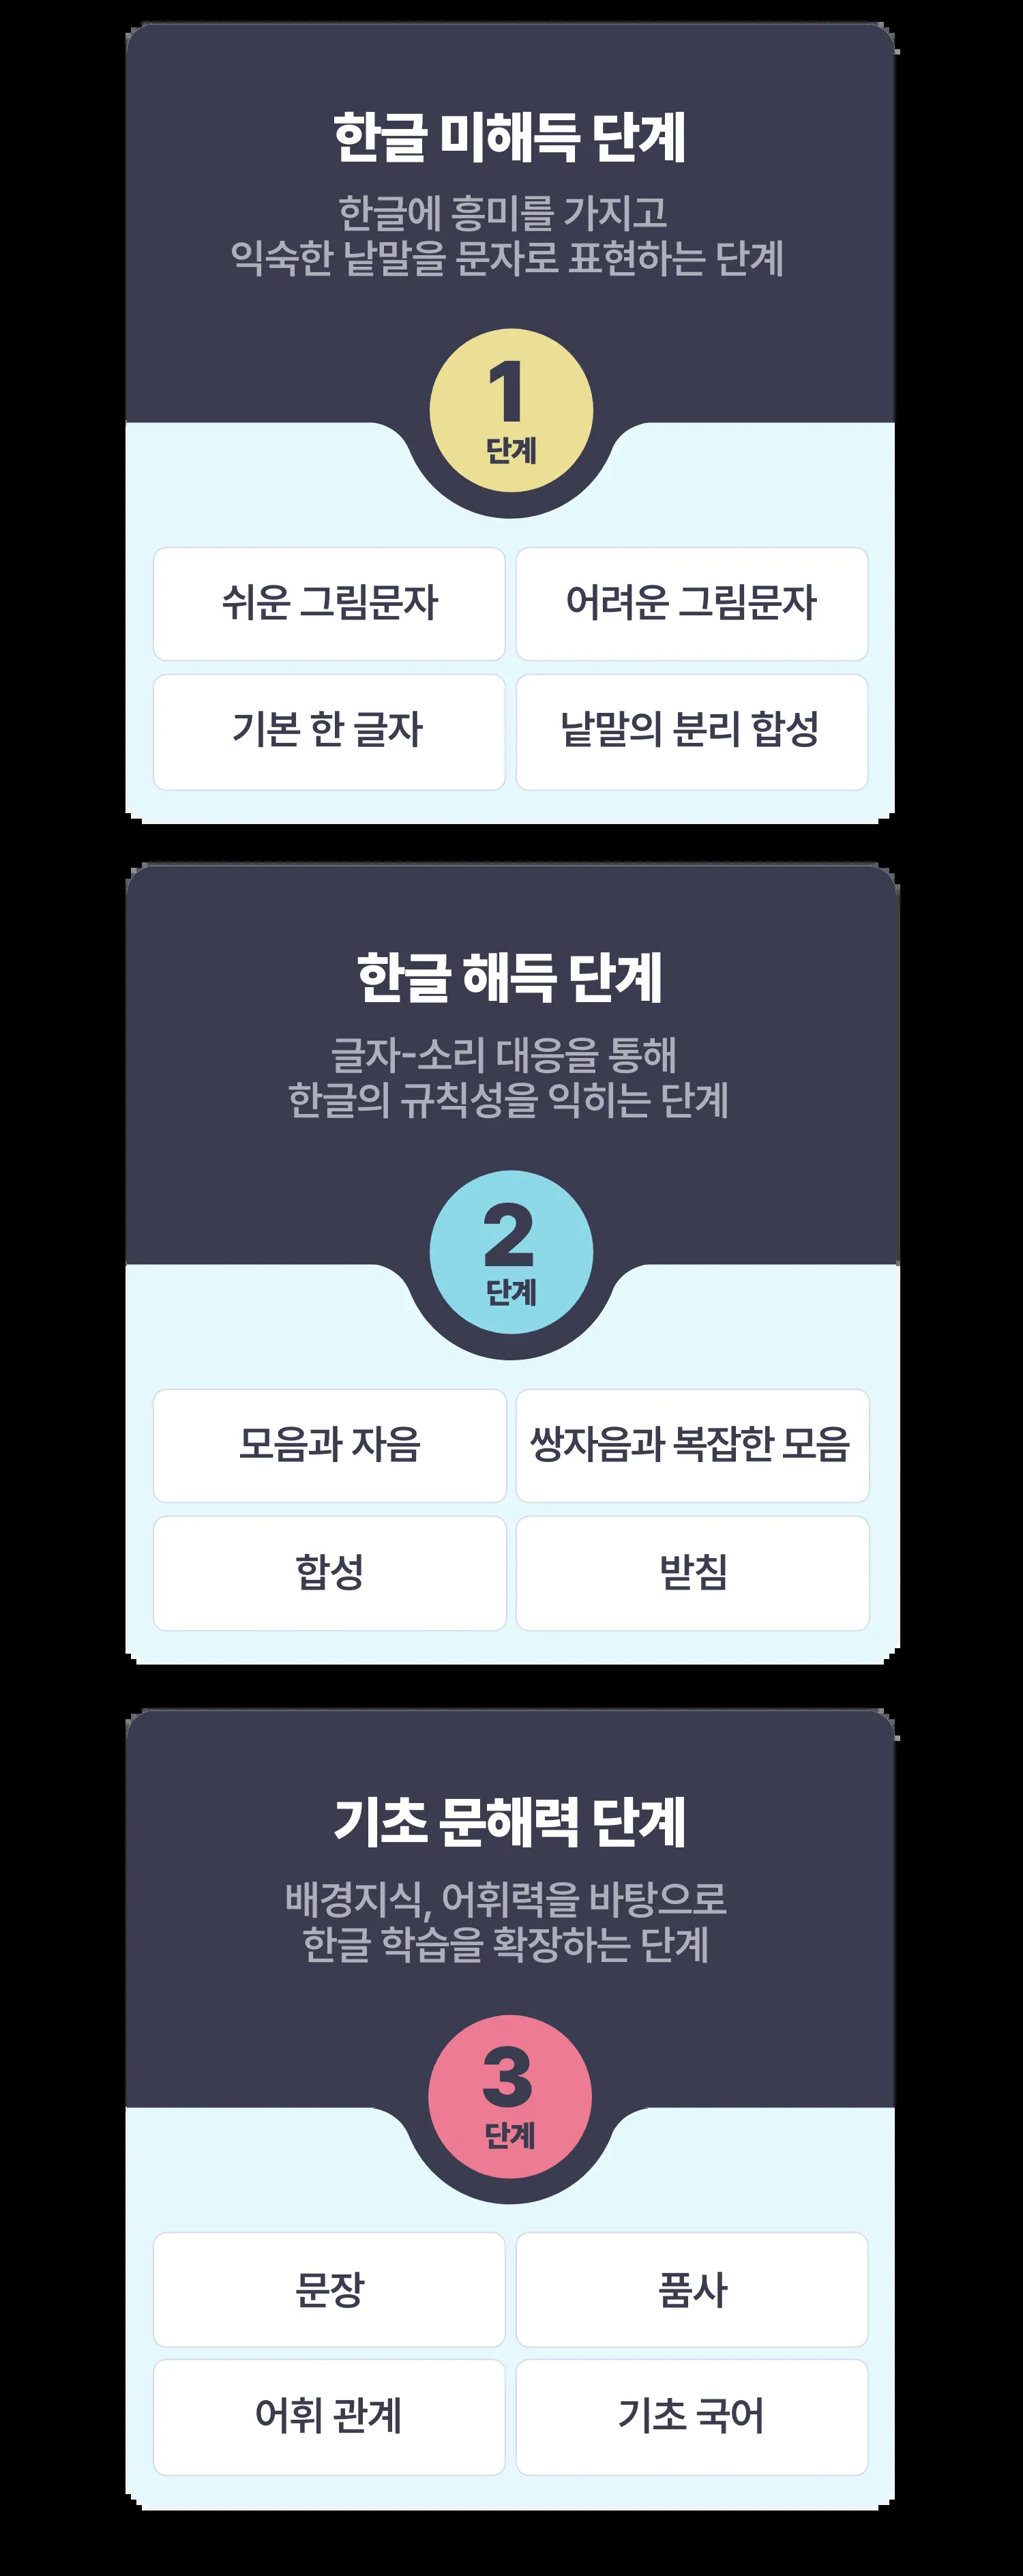 한글 미해득 단계
한글에 흥미를 가지고
익숙한 낱말을 문자로 표현하는 단계
1
단계
쉬운 그림문자
어려운 그림문자
기본 한 글자
낱말의 분리 합성
한글 해득 단계
글자-소리 대응을 통해
한글의 규칙성을 익히는 단계
2
단계
모음과 자음
쌍자음과 복잡한 모음
합성
받침
기초 문해력 단계
배경지식, 어휘력을 바탕으로
한글 학습을 확장하는 단계
3
단계
문장
품사
어휘 관계
기초 국어